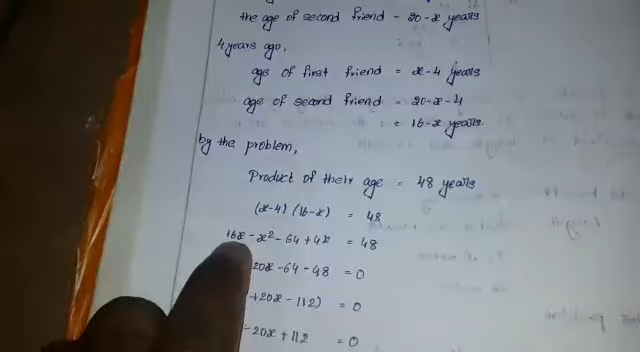 the age of second friend - 20-x years
4 years ago,
age of first friend = x-4 years
age of second friend = 20-x-4
= 16-x years
by the problem,
Product of their age = 48 years
(x-4) (16-x) = 48
16x - x² - 64 + 4x = 48
20x - 64 - 48 = 0
+20x - 112) = 0
-20x + 112 = 0